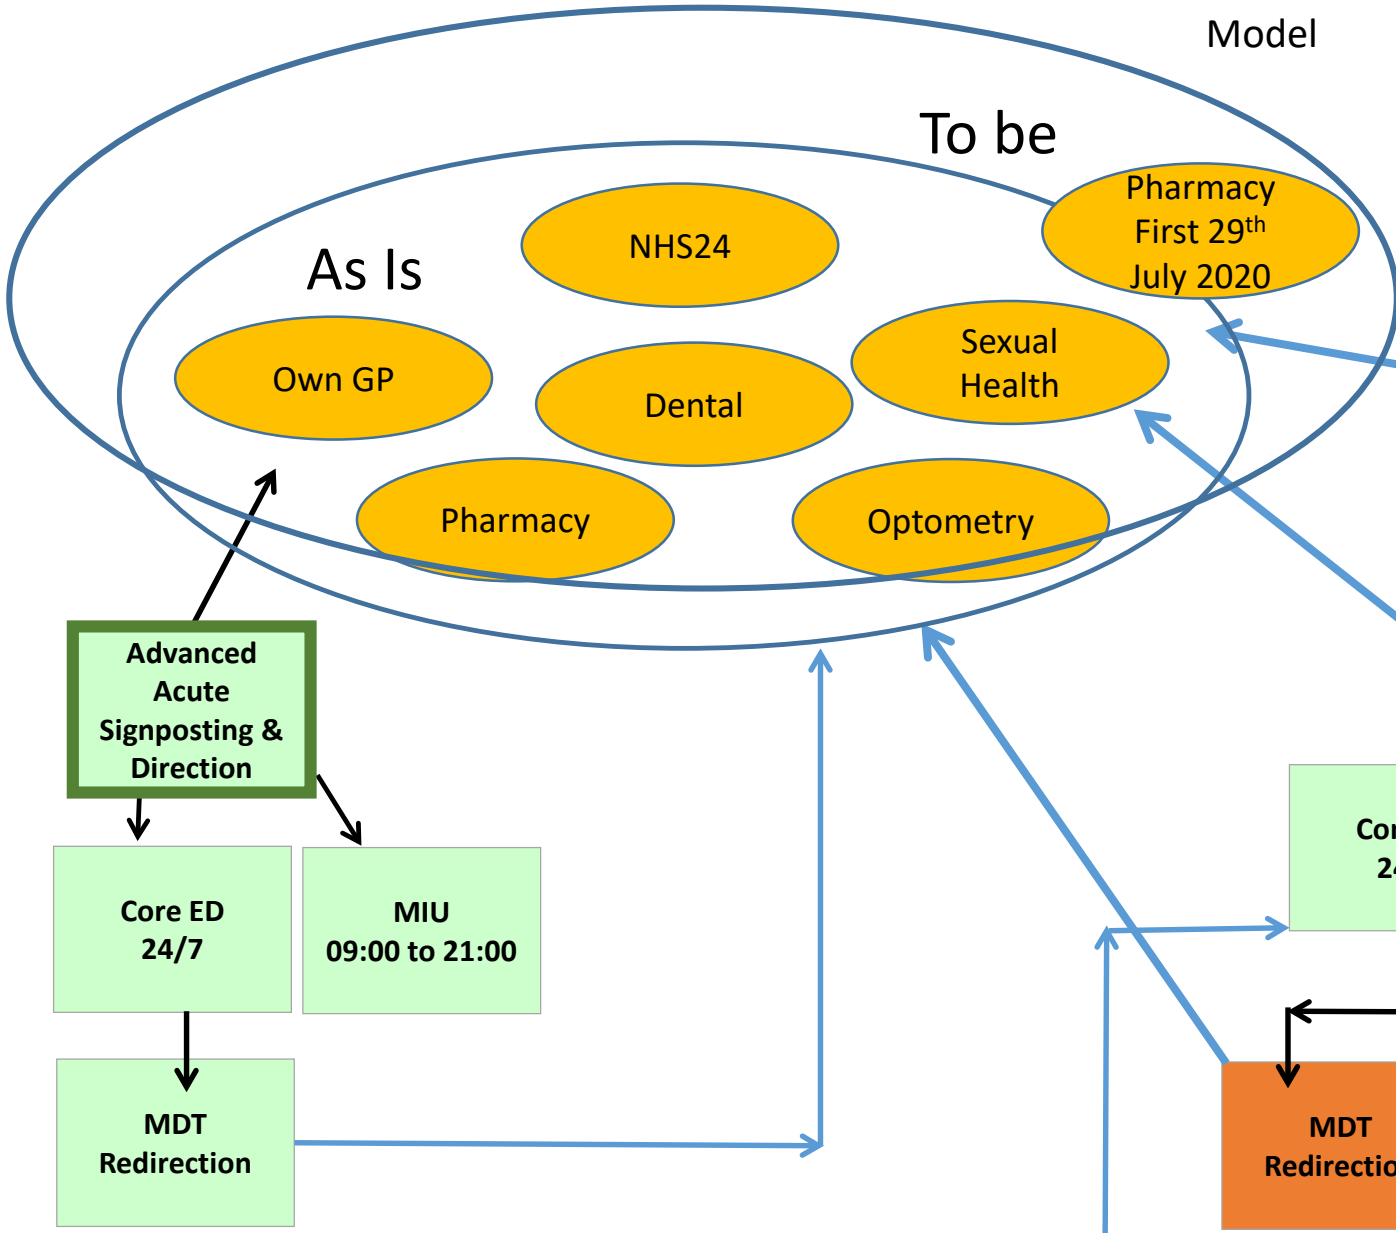 Model
To be
As Is
Pharmacy
First 29th
July 2020
NHS24
Sexual
Health
Own GP
Dental
Pharmacy
Optometry
Advanced
Acute
Signposting &
Direction
Core ED
24/7
MIU
09:00 to 21:00
MDT
Redirection
MDT